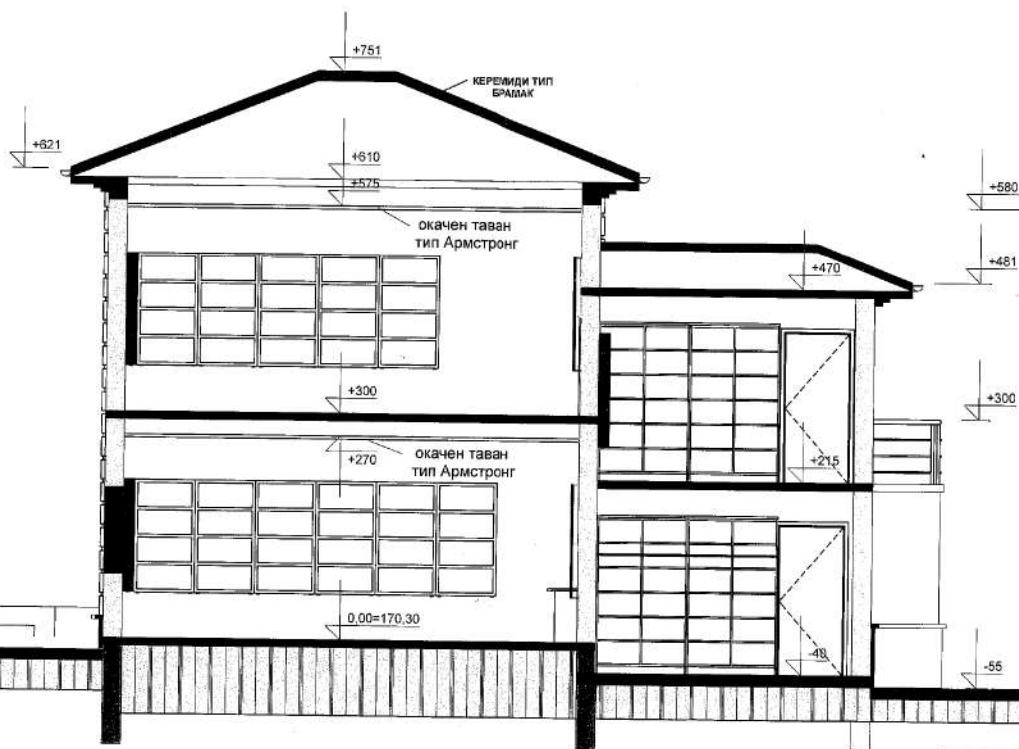 +751
КЕРЕМИДИ ТИП
БРАМАК
+621
+610
+575
+580
окачен таван
тип Армстронг
+470
+481
+300
+300
+270
окачен таван
тип Армстронг
+215
0,00=170,30
-40
-55